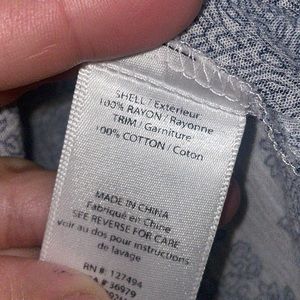 SHELL / Extérieur
100% RAYON / Rayonne
TRIM / Garniture
100% COTTON / Coton
MADE IN CHINA
Fabriqué en Chine
SEE REVERSE FOR CARE
voir au dos pour instructions
de lavage
RN #: 127494
# 36979